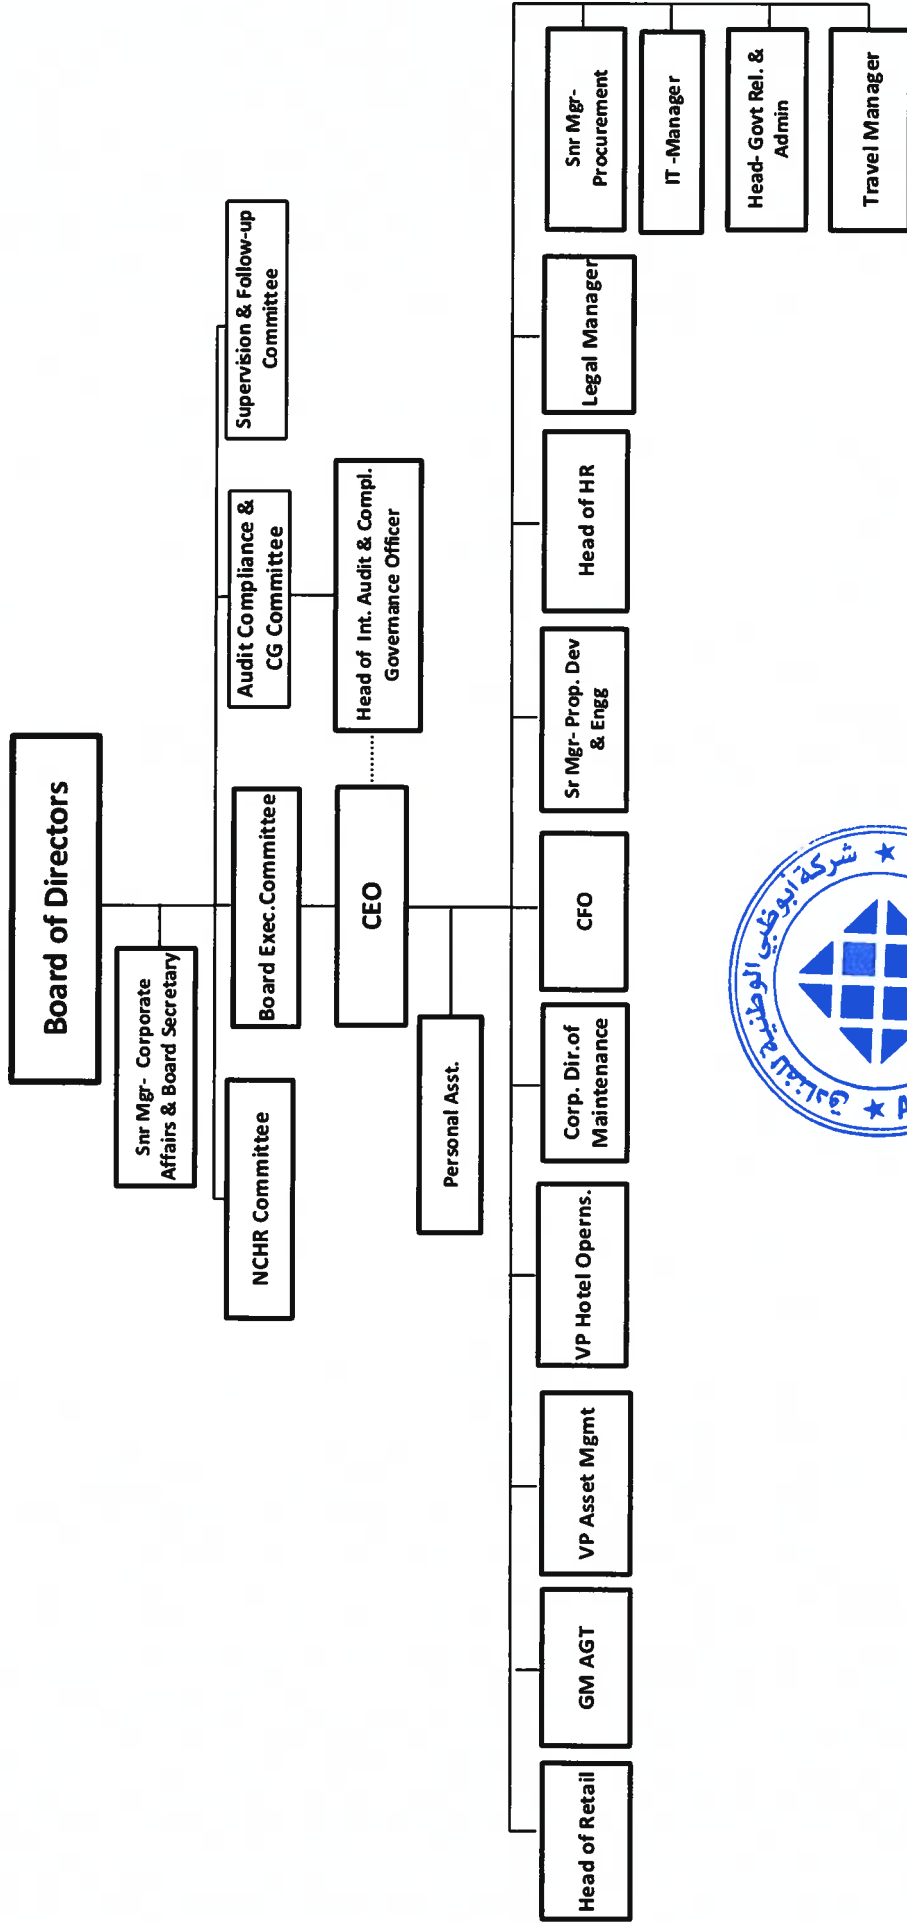 Board of Directors
Snr Mgr- Corporate
Affairs & Board Secretary
NCHR Committee
Board Exec.Committee
Audit Compliance &
CG Committee
Supervision & Follow-up
Committee
CEO
Head of Int. Audit & Compl.
Governance Officer
Personal Asst.
Head of Retail
GM AGT
VP Asset Mgmt
VP Hotel Operns.
Corp. Dir.of
Maintenance
CFO
Sr Mgr- Prop. Dev
& Engg
Head of HR
Legal Manager
Snr Mgr-
Procurement
IT -Manager
Head- Govt Rel. &
Admin
Travel Manager
شركة أبوظبي الوطنية للفنادق